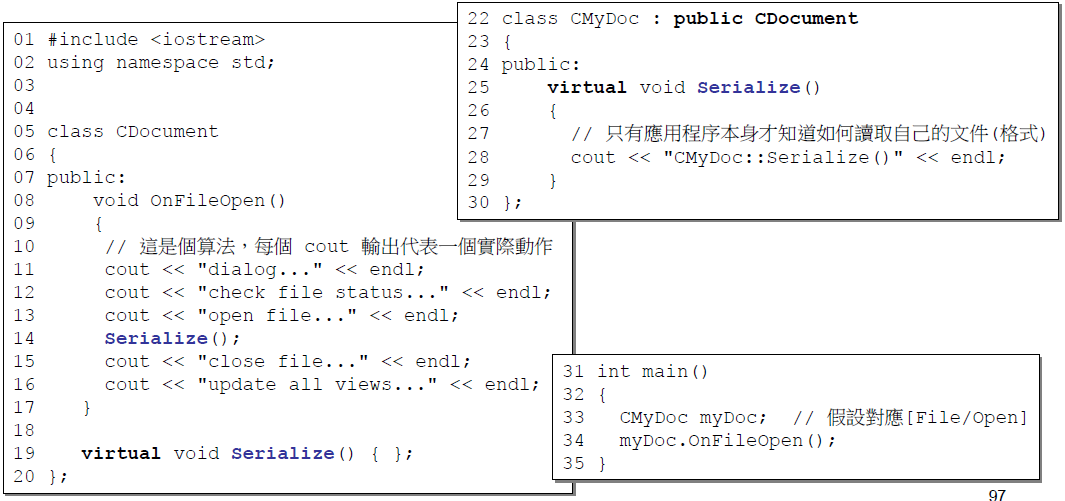 01 #include <iostream>
02 using namespace std;
03
04
05 class CDocument
06 {
07 public:
08     void OnFileOpen()
09     {
10      // 這是個算法，每個 cout 輸出代表一個實際動作
11      cout << "dialog..." << endl;
12      cout << "check file status..." << endl;
13      cout << "open file..." << endl;
14      Serialize();
15      cout << "close file..." << endl;
16      cout << "update all views..." << endl;
17    }
18
19    virtual void Serialize() { };
20 };
22 class CMyDoc : public CDocument
23 {
24 public:
25     virtual void Serialize()
26     {
27       // 只有應用程序本身才知道如何讀取自己的文件(格式)
28       cout << "CMyDoc::Serialize()" << endl;
29     }
30 };
31 int main()
32 {
33   CMyDoc myDoc;  // 假設對應[File/Open]
34   myDoc.OnFileOpen();
35 }
97